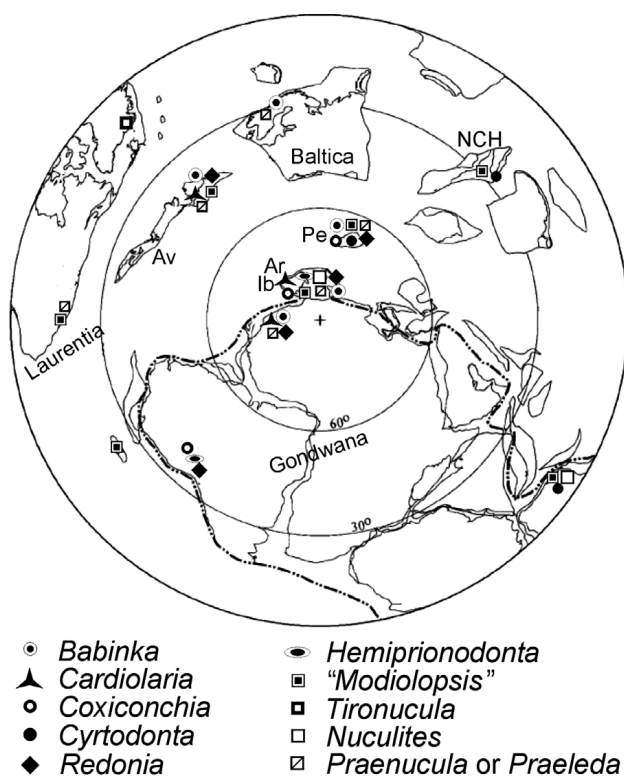 Baltica
NCH
Pe
Av
Ar
Ib
Laurentia
60°
Gondwana
30°
Babinka
Cardiolaria
Coxiconchia
Cyrtodonta
Redonia
Hemiprionodonta
"Modiolopsis"
Tironucula
Nuculites
Praenucula or Praeleda